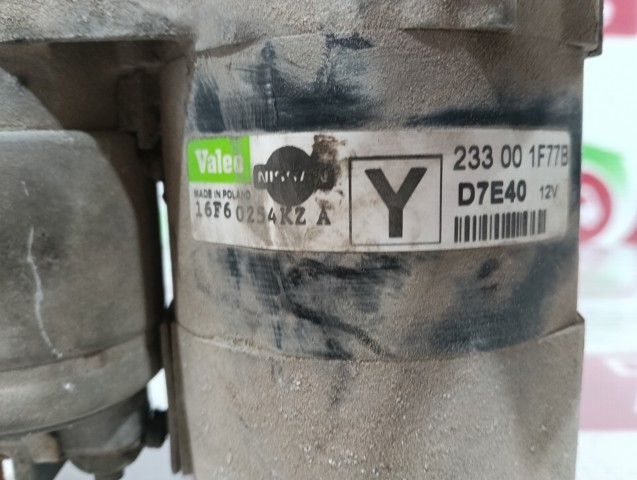 Valeo
NISSAN
MADE IN POLAND
16F6 0254KZ A
Y
233 00 1F77B
D7E40 12V